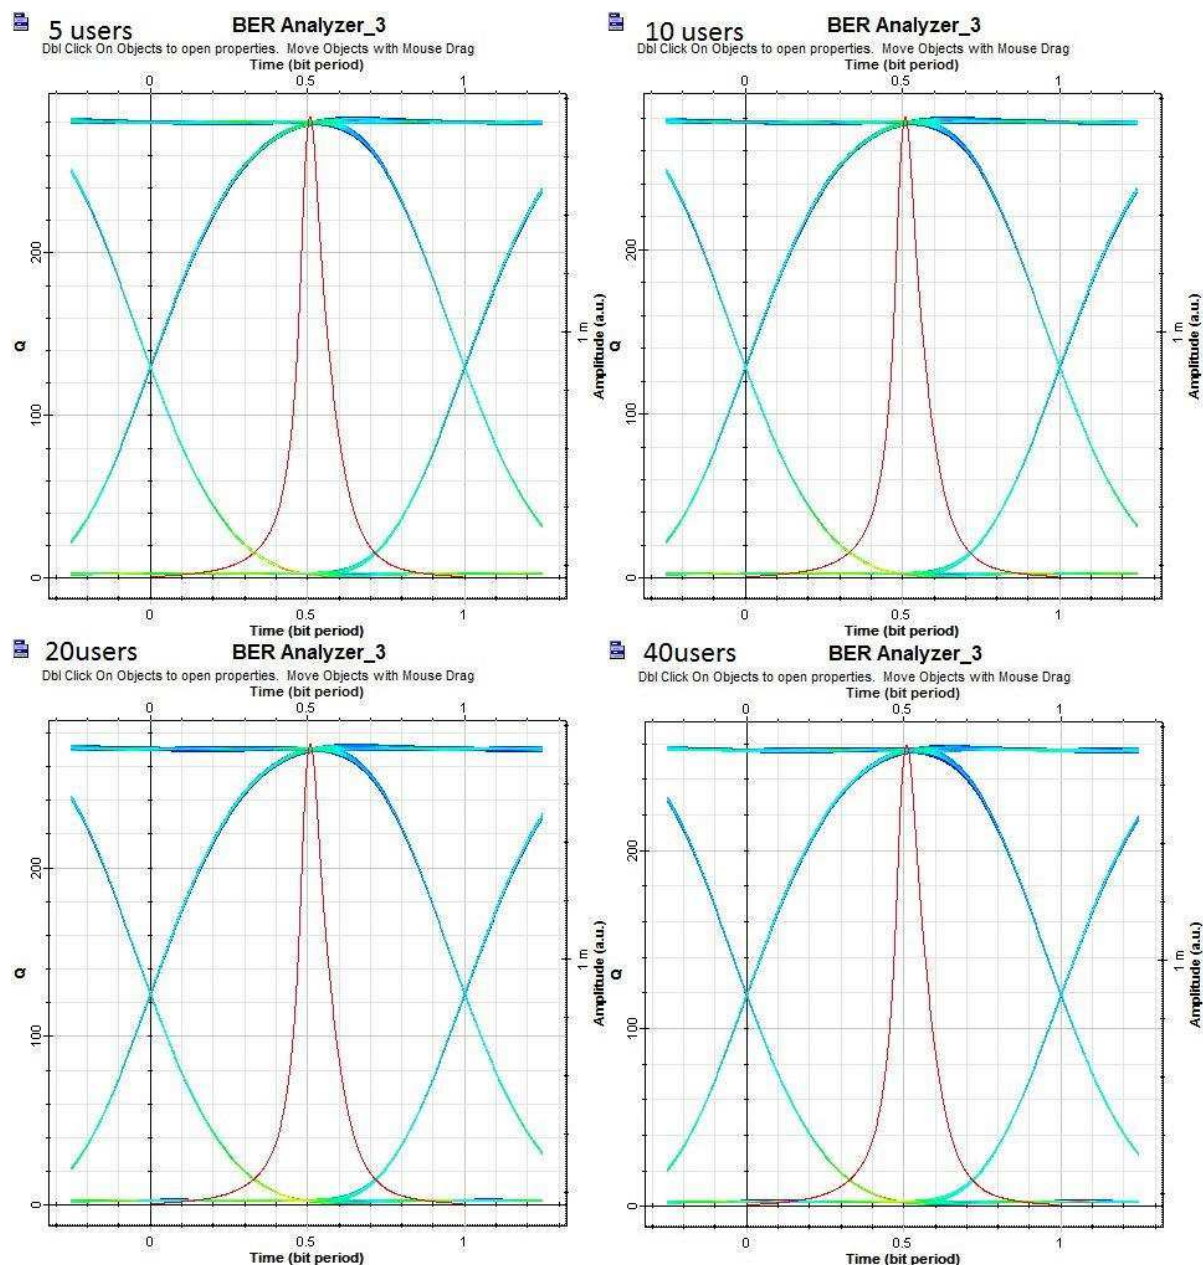 5 users
BER Analyzer_3
Dbl Click On Objects to open properties. Move Objects with Mouse Drag
Time (bit period)
0 0.5 1
Q
200
100
0
1 m
Amplitude (a.u.)
0 0.5 1
Time (bit period)
10 users
BER Analyzer_3
Dbl Click On Objects to open properties. Move Objects with Mouse Drag
Time (bit period)
0 0.5 1
Q
200
100
0
1 m
Amplitude (a.u.)
0 0.5 1
Time (bit period)
20users
BER Analyzer_3
Dbl Click On Objects to open properties. Move Objects with Mouse Drag
Time (bit period)
0 0.5 1
Q
200
100
0
1 m
Amplitude (a.u.)
0 0.5 1
Time (bit period)
40users
BER Analyzer_3
Dbl Click On Objects to open properties. Move Objects with Mouse Drag
Time (bit period)
0 0.5 1
Q
200
100
0
1 m
Amplitude (a.u.)
0 0.5 1
Time (bit period)